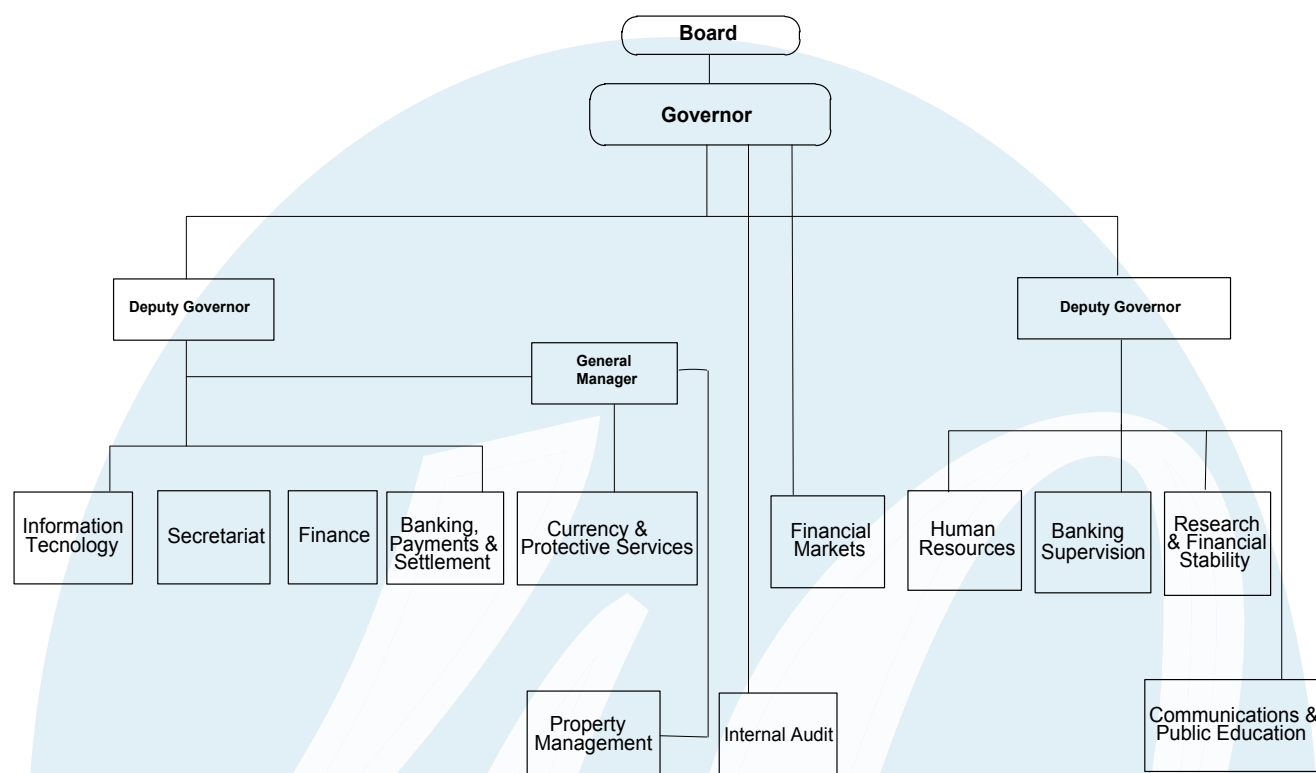 Board
Governor
Deputy Governor
Deputy Governor
General
Manager
Information
Tecnology
Secretariat
Finance
Banking,
Payments &
Settlement
Currency &
Protective Services
Financial
Markets
Human
Resources
Banking
Supervision
Research
& Financial
Stability
Property
Management
Internal Audit
Communications &
Public Education